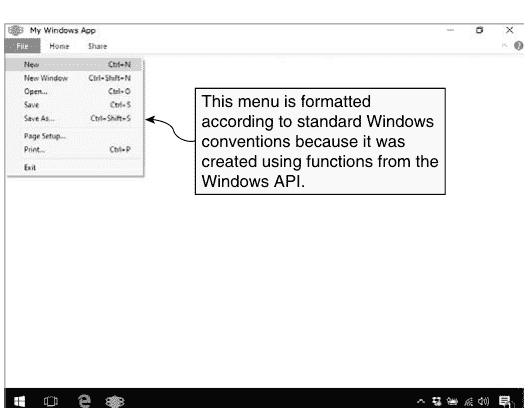 My Windows App
File Home Share
New Ctrl+N
New Window Ctrl+Shift+N
Open... Ctrl+O
Save Ctrl+S
Save As... Ctrl+Shift+S
Page Setup...
Print... Ctrl+P
Exit
This menu is formatted
according to standard Windows
conventions because it was
created using functions from the
Windows API.